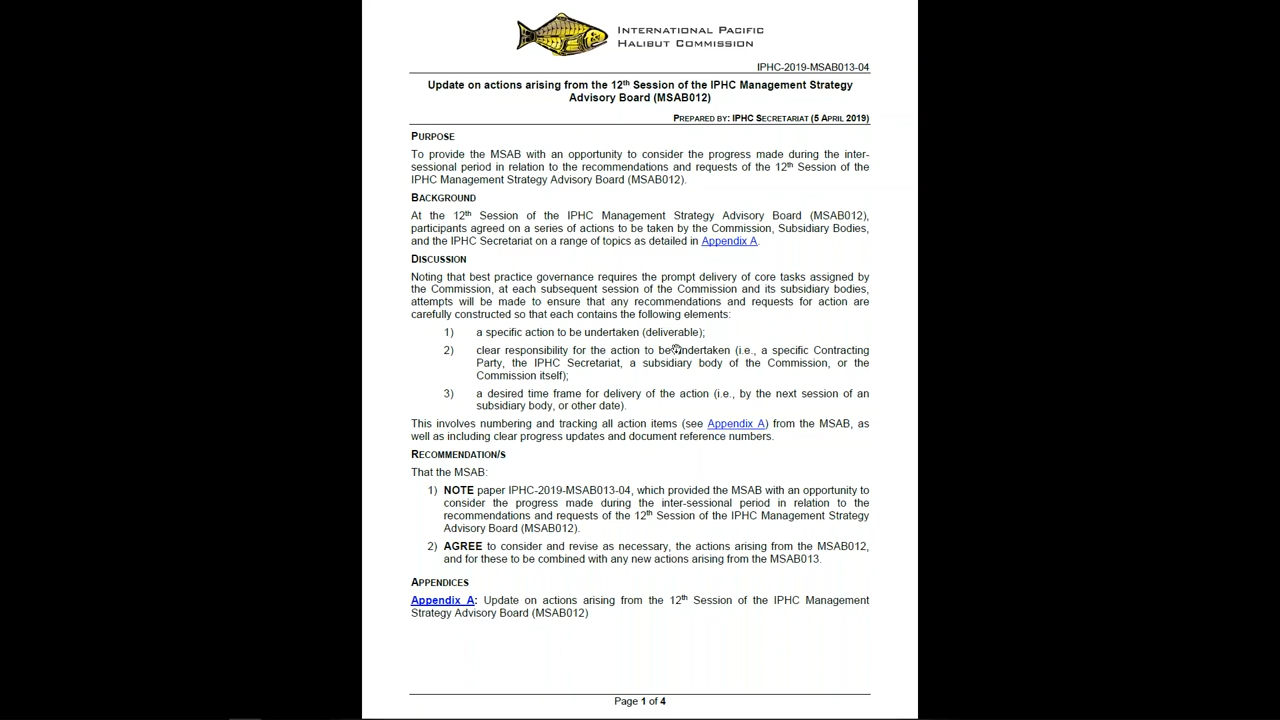 INTERNATIONAL PACIFIC
HALIBUT COMMISSION
IPHC-2019-MSAB013-04
Update on actions arising from the 12th Session of the IPHC Management Strategy
Advisory Board (MSAB012)
PREPARED BY: IPHC SECRETARIAT (5 APRIL 2019)
PURPOSE
To provide the MSAB with an opportunity to consider the progress made during the inter-
sessional period in relation to the recommendations and requests of the 12th Session of the
IPHC Management Strategy Advisory Board (MSAB012).
BACKGROUND
At the 12th Session of the IPHC Management Strategy Advisory Board (MSAB012),
participants agreed on a series of actions to be taken by the Commission, Subsidiary Bodies,
and the IPHC Secretariat on a range of topics as detailed in Appendix A.
DISCUSSION
Noting that best practice governance requires the prompt delivery of core tasks assigned by
the Commission, at each subsequent session of the Commission and its subsidiary bodies,
attempts will be made to ensure that any recommendations and requests for action are
carefully constructed so that each contains the following elements:
1) a specific action to be undertaken (deliverable);
2) clear responsibility for the action to be undertaken (i.e., a specific Contracting
Party, the IPHC Secretariat, a subsidiary body of the Commission, or the
Commission itself);
3) a desired time frame for delivery of the action (i.e., by the next session of an
subsidiary body, or other date).
This involves numbering and tracking all action items (see Appendix A) from the MSAB, as
well as including clear progress updates and document reference numbers.
RECOMMENDATION/S
That the MSAB:
1) NOTE paper IPHC-2019-MSAB013-04, which provided the MSAB with an opportunity to
consider the progress made during the inter-sessional period in relation to the
recommendations and requests of the 12th Session of the IPHC Management Strategy
Advisory Board (MSAB012).
2) AGREE to consider and revise as necessary, the actions arising from the MSAB012,
and for these to be combined with any new actions arising from the MSAB013.
APPENDICES
Appendix A: Update on actions arising from the 12th Session of the IPHC Management
Strategy Advisory Board (MSAB012)
Page 1 of 4